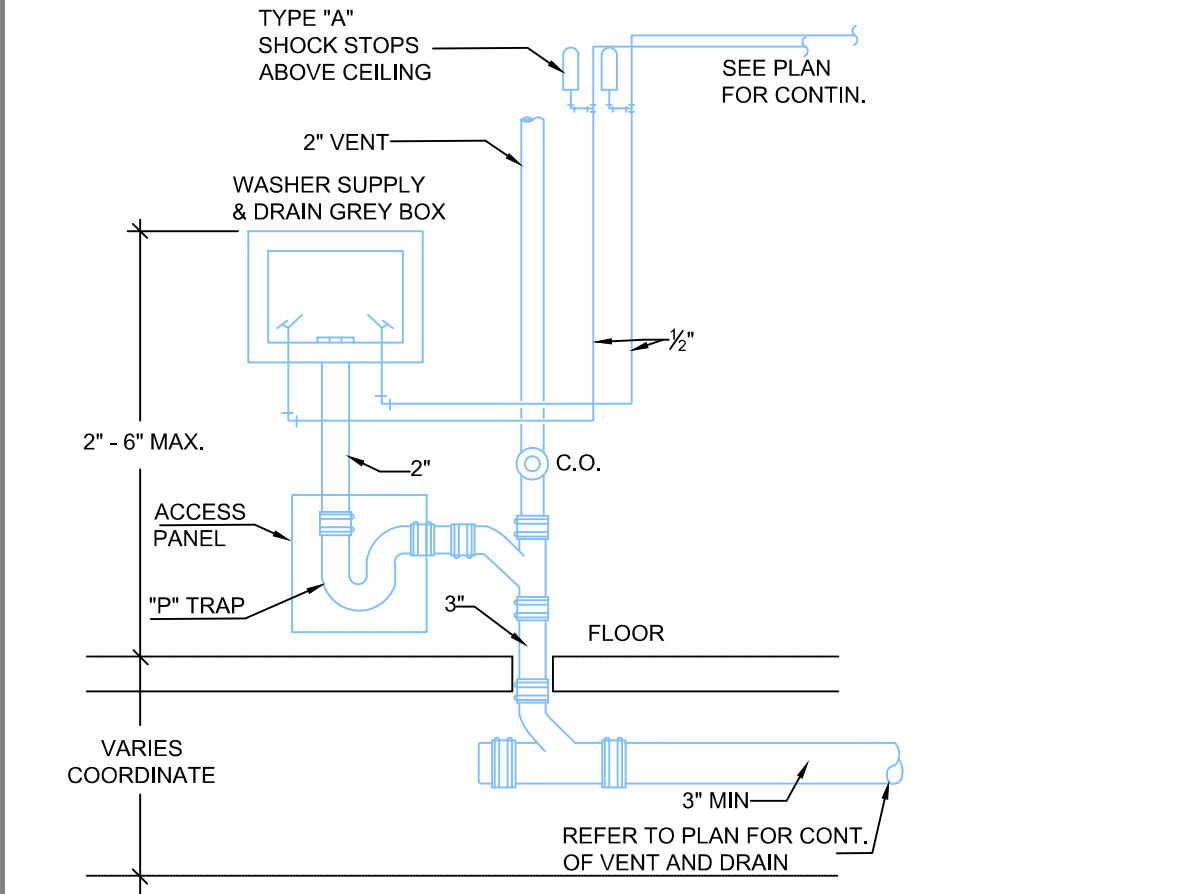 TYPE "A"
SHOCK STOPS
ABOVE CEILING
SEE PLAN
FOR CONTIN.
2" VENT
WASHER SUPPLY
& DRAIN GREY BOX
½"
2" - 6" MAX.
C.O.
2"
ACCESS
PANEL
"P" TRAP
3"
FLOOR
VARIES
COORDINATE
3" MIN
REFER TO PLAN FOR CONT.
OF VENT AND DRAIN